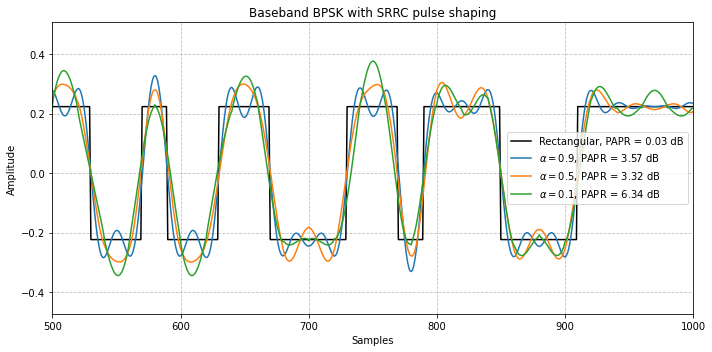 Baseband BPSK with SRRC pulse shaping
Amplitude
0.4
0.2
0.0
−0.2
−0.4
Rectangular, PAPR = 0.03 dB
α = 0.9, PAPR = 3.57 dB
α = 0.5, PAPR = 3.32 dB
α = 0.1, PAPR = 6.34 dB
500 600 700 800 900 1000
Samples